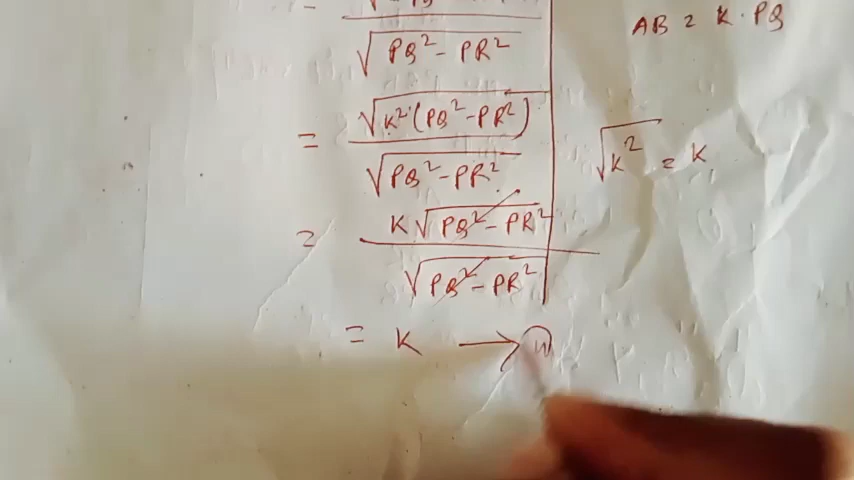 √PQ² - PR²
AB = K · PQ
= √K²(PQ² - PR²)
√PQ² - PR²
√K² = K
= K√PQ² - PR²
√PQ² - PR²
= K →